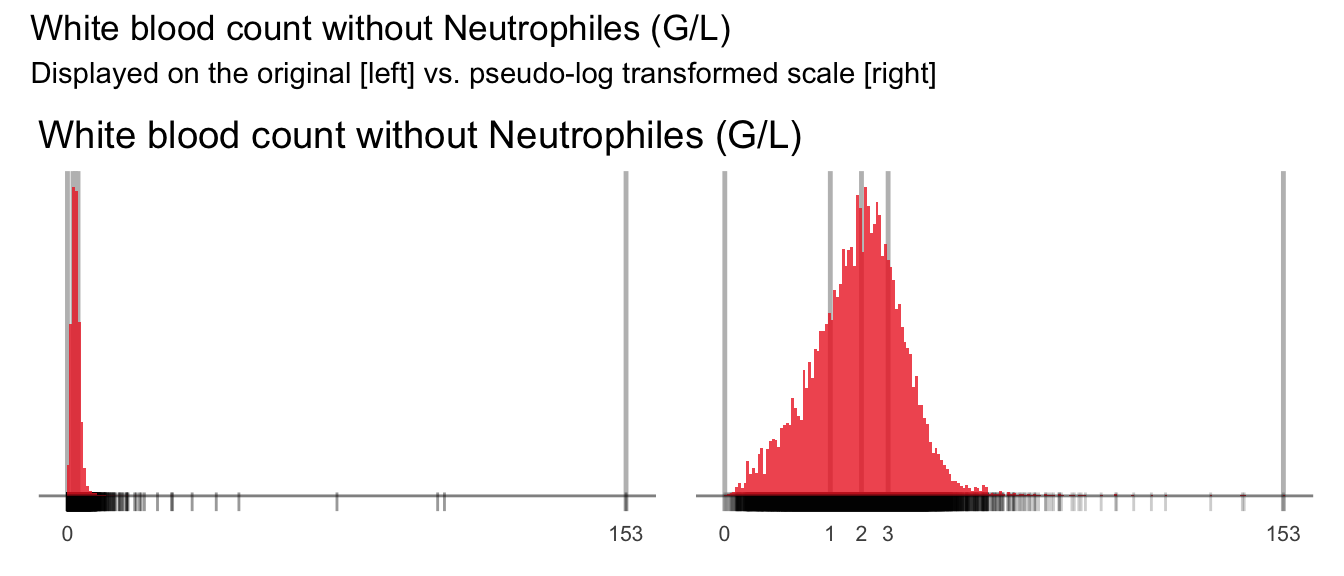 White blood count without Neutrophiles (G/L)
Displayed on the original [left] vs. pseudo-log transformed scale [right]
White blood count without Neutrophiles (G/L)
0 153 0 1 2 3 153